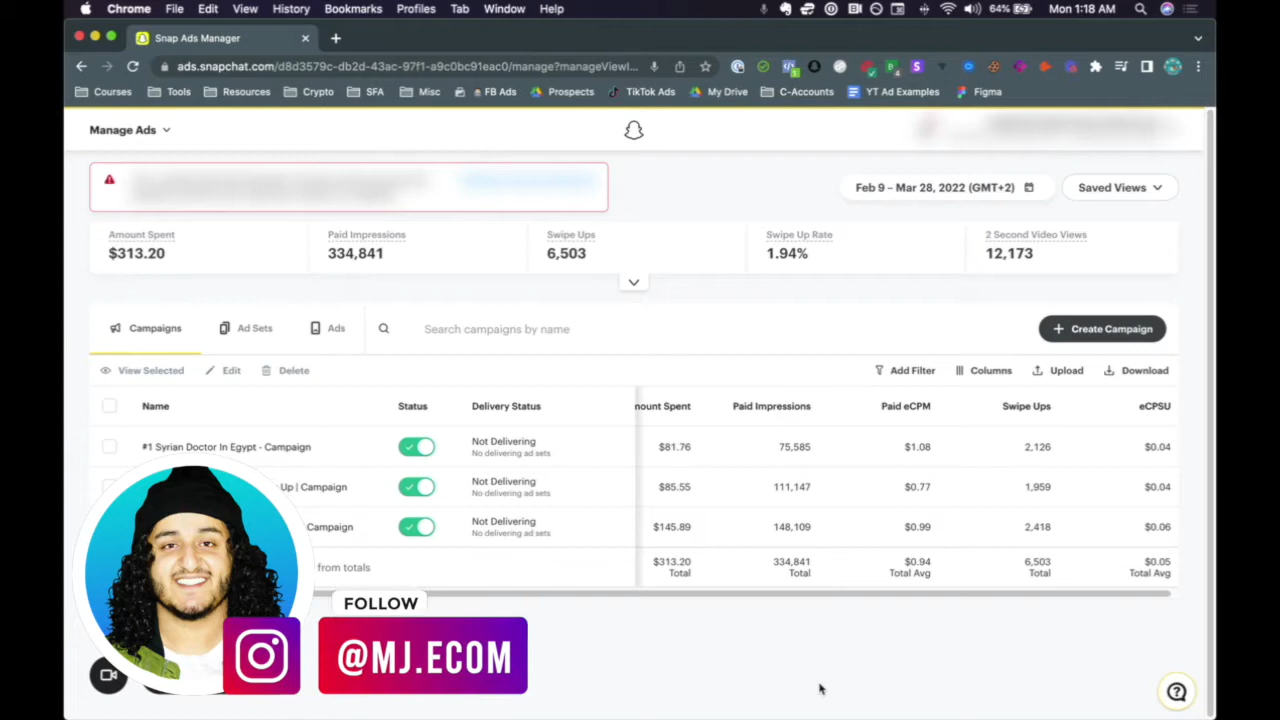 Chrome File Edit View History Bookmarks Profiles Tab Window Help 64% Mon 1:18 AM
Snap Ads Manager
ads.snapchat.com/d8d3579c-db2d-43ac-97f1-a9c0bc91eac0/manage?manageViewI...
Courses Tools Resources Crypto SFA Misc FB Ads Prospects TikTok Ads My Drive C-Accounts YT Ad Examples Figma
Manage Ads
Feb 9 – Mar 28, 2022 (GMT+2) Saved Views
Amount Spent Paid Impressions Swipe Ups Swipe Up Rate 2 Second Video Views
$313.20 334,841 6,503 1.94% 12,173
Campaigns Ad Sets Ads Search campaigns by name + Create Campaign
View Selected Edit Delete Add Filter Columns Upload Download
Name Status Delivery Status mount Spent Paid Impressions Paid eCPM Swipe Ups eCPSU
#1 Syrian Doctor In Egypt - Campaign Not Delivering $81.76 75,585 $1.08 2,126 $0.04
No delivering ad sets
Up | Campaign Not Delivering $85.55 111,147 $0.77 1,959 $0.04
No delivering ad sets
Campaign Not Delivering $145.89 148,109 $0.99 2,418 $0.06
No delivering ad sets
from totals $313.20 334,841 $0.94 6,503 $0.05
Total Total Total Avg Total Total Avg
FOLLOW
@MJ.ECOM